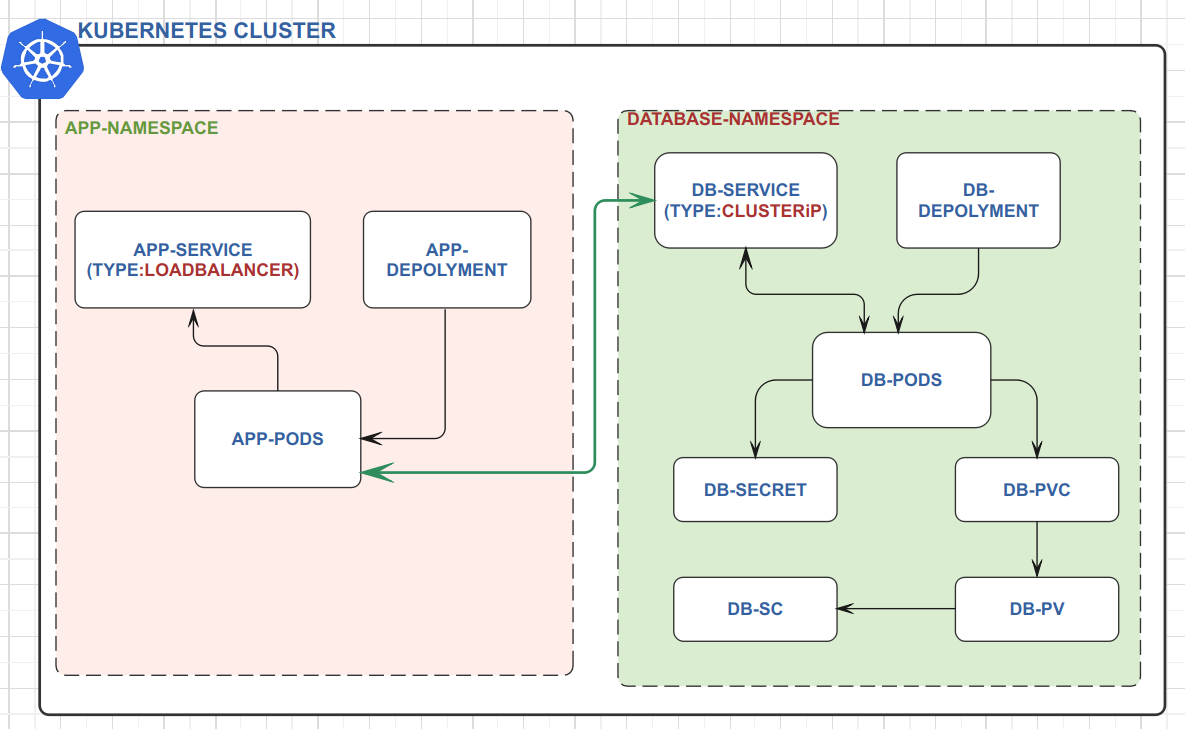 KUBERNETES CLUSTER
APP-NAMESPACE
APP-SERVICE
(TYPE:LOADBALANCER)
APP-
DEPOLYMENT
APP-PODS
DATABASE-NAMESPACE
DB-SERVICE
(TYPE:CLUSTERiP)
DB-
DEPOLYMENT
DB-PODS
DB-SECRET
DB-PVC
DB-SC
DB-PV